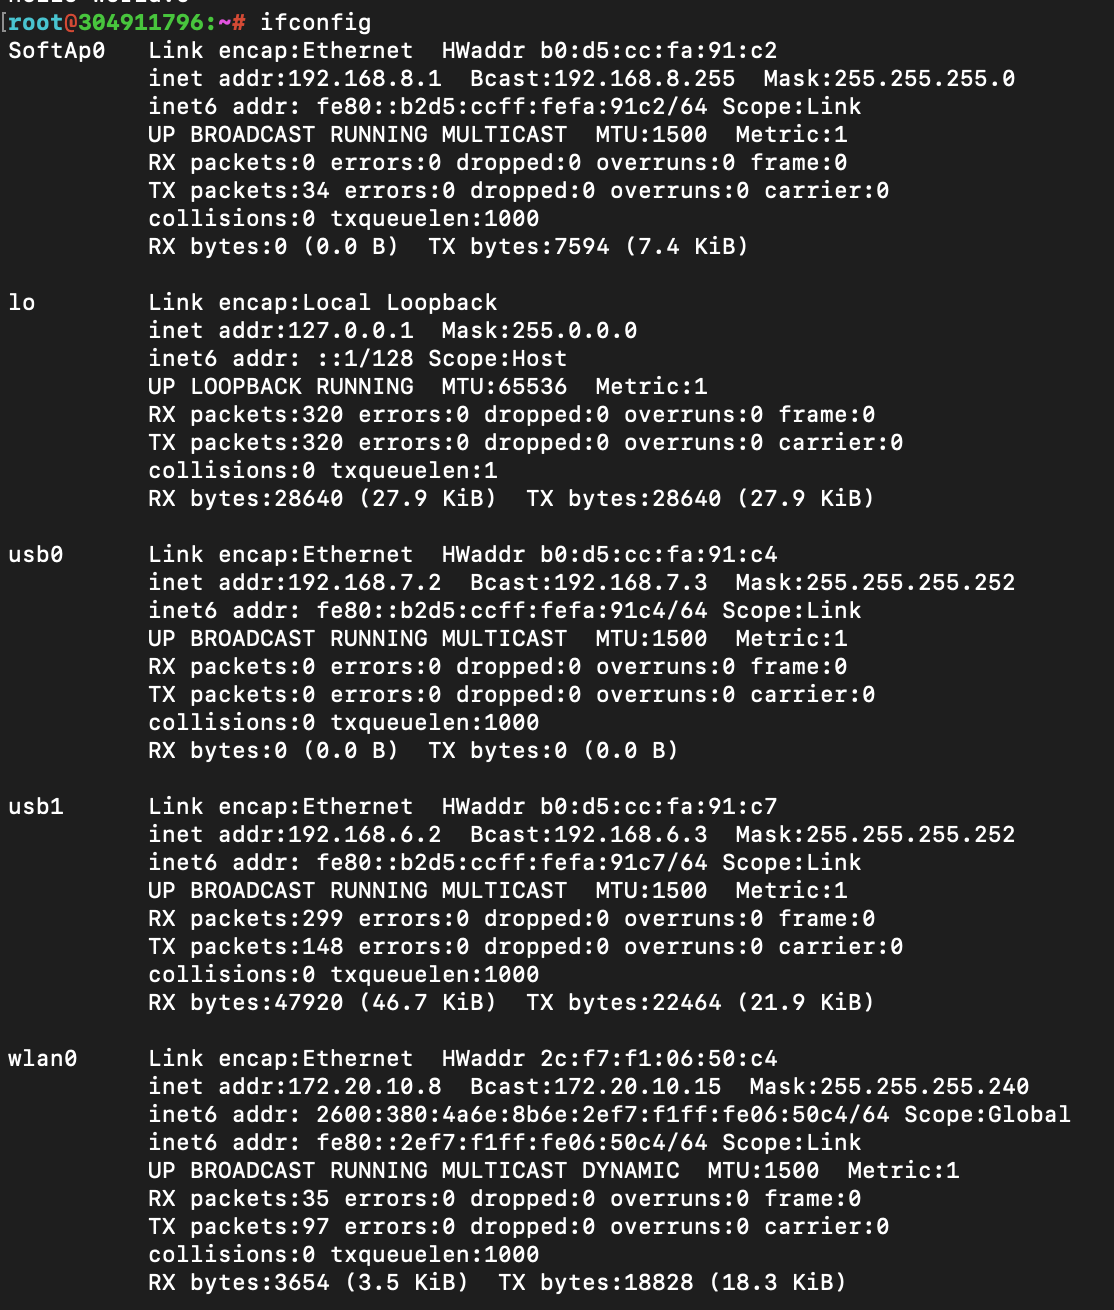 [root@304911796:~# ifconfig
SoftAp0   Link encap:Ethernet  HWaddr b0:d5:cc:fa:91:c2
          inet addr:192.168.8.1  Bcast:192.168.8.255  Mask:255.255.255.0
          inet6 addr: fe80::b2d5:ccff:fefa:91c2/64 Scope:Link
          UP BROADCAST RUNNING MULTICAST  MTU:1500  Metric:1
          RX packets:0 errors:0 dropped:0 overruns:0 frame:0
          TX packets:34 errors:0 dropped:0 overruns:0 carrier:0
          collisions:0 txqueuelen:1000
          RX bytes:0 (0.0 B)  TX bytes:7594 (7.4 KiB)

lo        Link encap:Local Loopback
          inet addr:127.0.0.1  Mask:255.0.0.0
          inet6 addr: ::1/128 Scope:Host
          UP LOOPBACK RUNNING  MTU:65536  Metric:1
          RX packets:320 errors:0 dropped:0 overruns:0 frame:0
          TX packets:320 errors:0 dropped:0 overruns:0 carrier:0
          collisions:0 txqueuelen:1
          RX bytes:28640 (27.9 KiB)  TX bytes:28640 (27.9 KiB)

usb0      Link encap:Ethernet  HWaddr b0:d5:cc:fa:91:c4
          inet addr:192.168.7.2  Bcast:192.168.7.3  Mask:255.255.255.252
          inet6 addr: fe80::b2d5:ccff:fefa:91c4/64 Scope:Link
          UP BROADCAST RUNNING MULTICAST  MTU:1500  Metric:1
          RX packets:0 errors:0 dropped:0 overruns:0 frame:0
          TX packets:0 errors:0 dropped:0 overruns:0 carrier:0
          collisions:0 txqueuelen:1000
          RX bytes:0 (0.0 B)  TX bytes:0 (0.0 B)

usb1      Link encap:Ethernet  HWaddr b0:d5:cc:fa:91:c7
          inet addr:192.168.6.2  Bcast:192.168.6.3  Mask:255.255.255.252
          inet6 addr: fe80::b2d5:ccff:fefa:91c7/64 Scope:Link
          UP BROADCAST RUNNING MULTICAST  MTU:1500  Metric:1
          RX packets:299 errors:0 dropped:0 overruns:0 frame:0
          TX packets:148 errors:0 dropped:0 overruns:0 carrier:0
          collisions:0 txqueuelen:1000
          RX bytes:47920 (46.7 KiB)  TX bytes:22464 (21.9 KiB)

wlan0     Link encap:Ethernet  HWaddr 2c:f7:f1:06:50:c4
          inet addr:172.20.10.8  Bcast:172.20.10.15  Mask:255.255.255.240
          inet6 addr: 2600:380:4a6e:8b6e:2ef7:f1ff:fe06:50c4/64 Scope:Global
          inet6 addr: fe80::2ef7:f1ff:fe06:50c4/64 Scope:Link
          UP BROADCAST RUNNING MULTICAST DYNAMIC  MTU:1500  Metric:1
          RX packets:35 errors:0 dropped:0 overruns:0 frame:0
          TX packets:97 errors:0 dropped:0 overruns:0 carrier:0
          collisions:0 txqueuelen:1000
          RX bytes:3654 (3.5 KiB)  TX bytes:18828 (18.3 KiB)